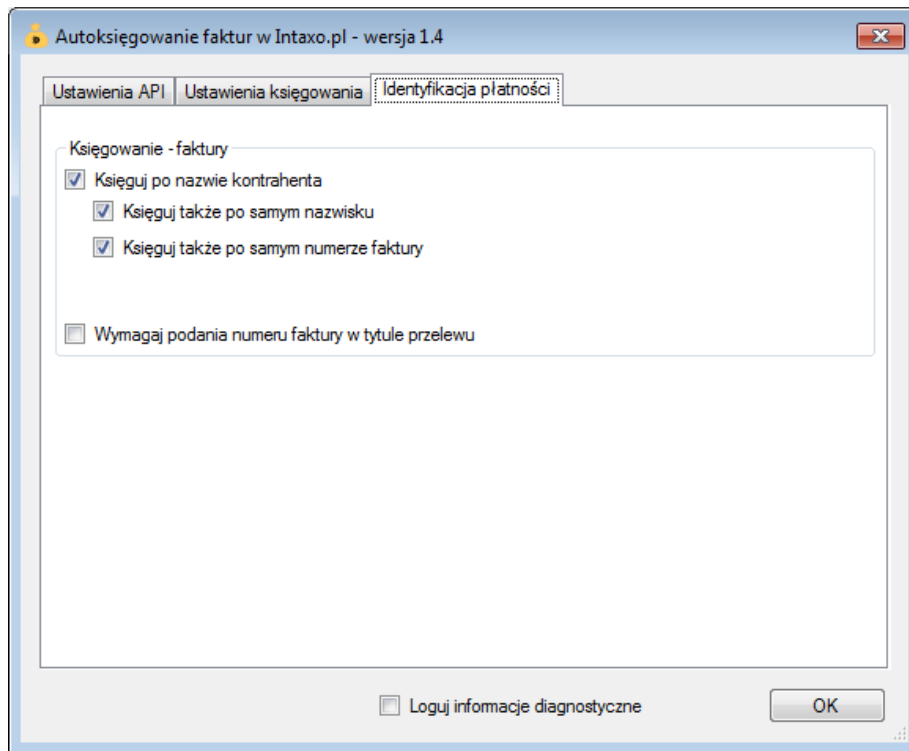 Autoksięgowanie faktur w Intaxo.pl - wersja 1.4
Ustawienia API Ustawienia księgowania Identyfikacja płatności
Księgowanie - faktury
Księguj po nazwie kontrahenta
Księguj także po samym nazwisku
Księguj także po samym numerze faktury
Wymagaj podania numeru faktury w tytule przelewu
Loguj informacje diagnostyczne OK